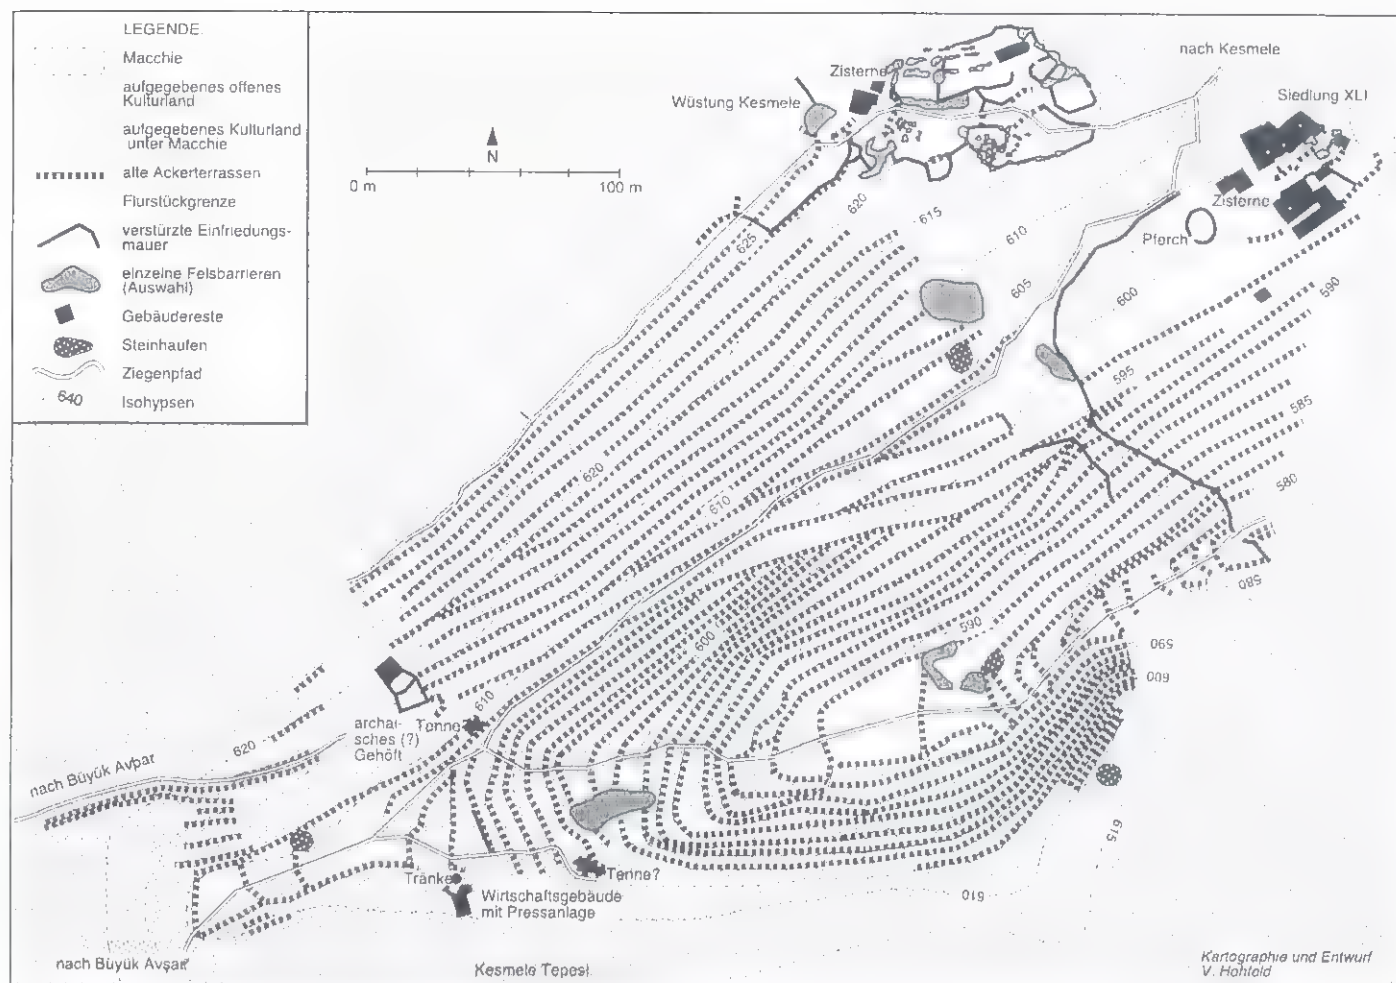 LEGENDE
Macchie
aufgegebenes offenes
Kulturland
aufgegebenes Kulturland
unter Macchie
alte Ackerterrassen
Flurstückgrenze
verstürzte Einfriedungs-
mauer
einzelne Felsbarrieren
(Auswahl)
Gebäudereste
Steinhaufen
Ziegenpfad
640
Isohypsen
N
0 m
100 m
Wüstung Kesmele
Zisterne
nach Kesmele
Siedlung XLI
Zisterne
Pferch
620
615
610
625
605
600
590
595
585
580
620
610
580
600
590
590
600
610
archai-
sches (?)
Gehöft
Tenne
620
nach Büyük Avşar
615
Tränke
Tenne?
Wirtschaftsgebäude
mit Pressanlage
610
nach Büyük Avşar
Kesmele Tepesi
Kartographie und Entwurf
V. Höhfeld